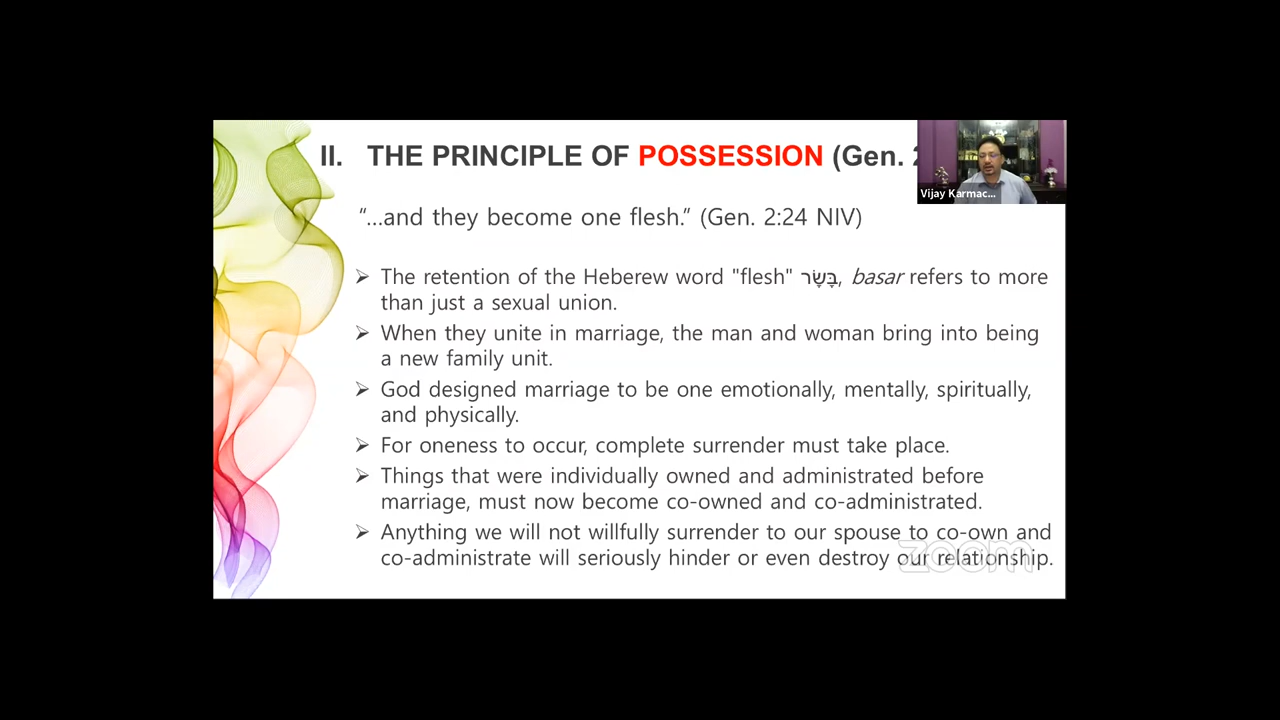 II. THE PRINCIPLE OF POSSESSION (Gen.
Vijay Karmac...
“...and they become one flesh.” (Gen. 2:24 NIV)
➢ The retention of the Heberew word "flesh" בָּשָׂר, basar refers to more
than just a sexual union.
➢ When they unite in marriage, the man and woman bring into being
a new family unit.
➢ God designed marriage to be one emotionally, mentally, spiritually,
and physically.
➢ For oneness to occur, complete surrender must take place.
➢ Things that were individually owned and administrated before
marriage, must now become co-owned and co-administrated.
➢ Anything we will not willfully surrender to our spouse to co-own and
co-administrate will seriously hinder or even destroy our relationship.
zoom